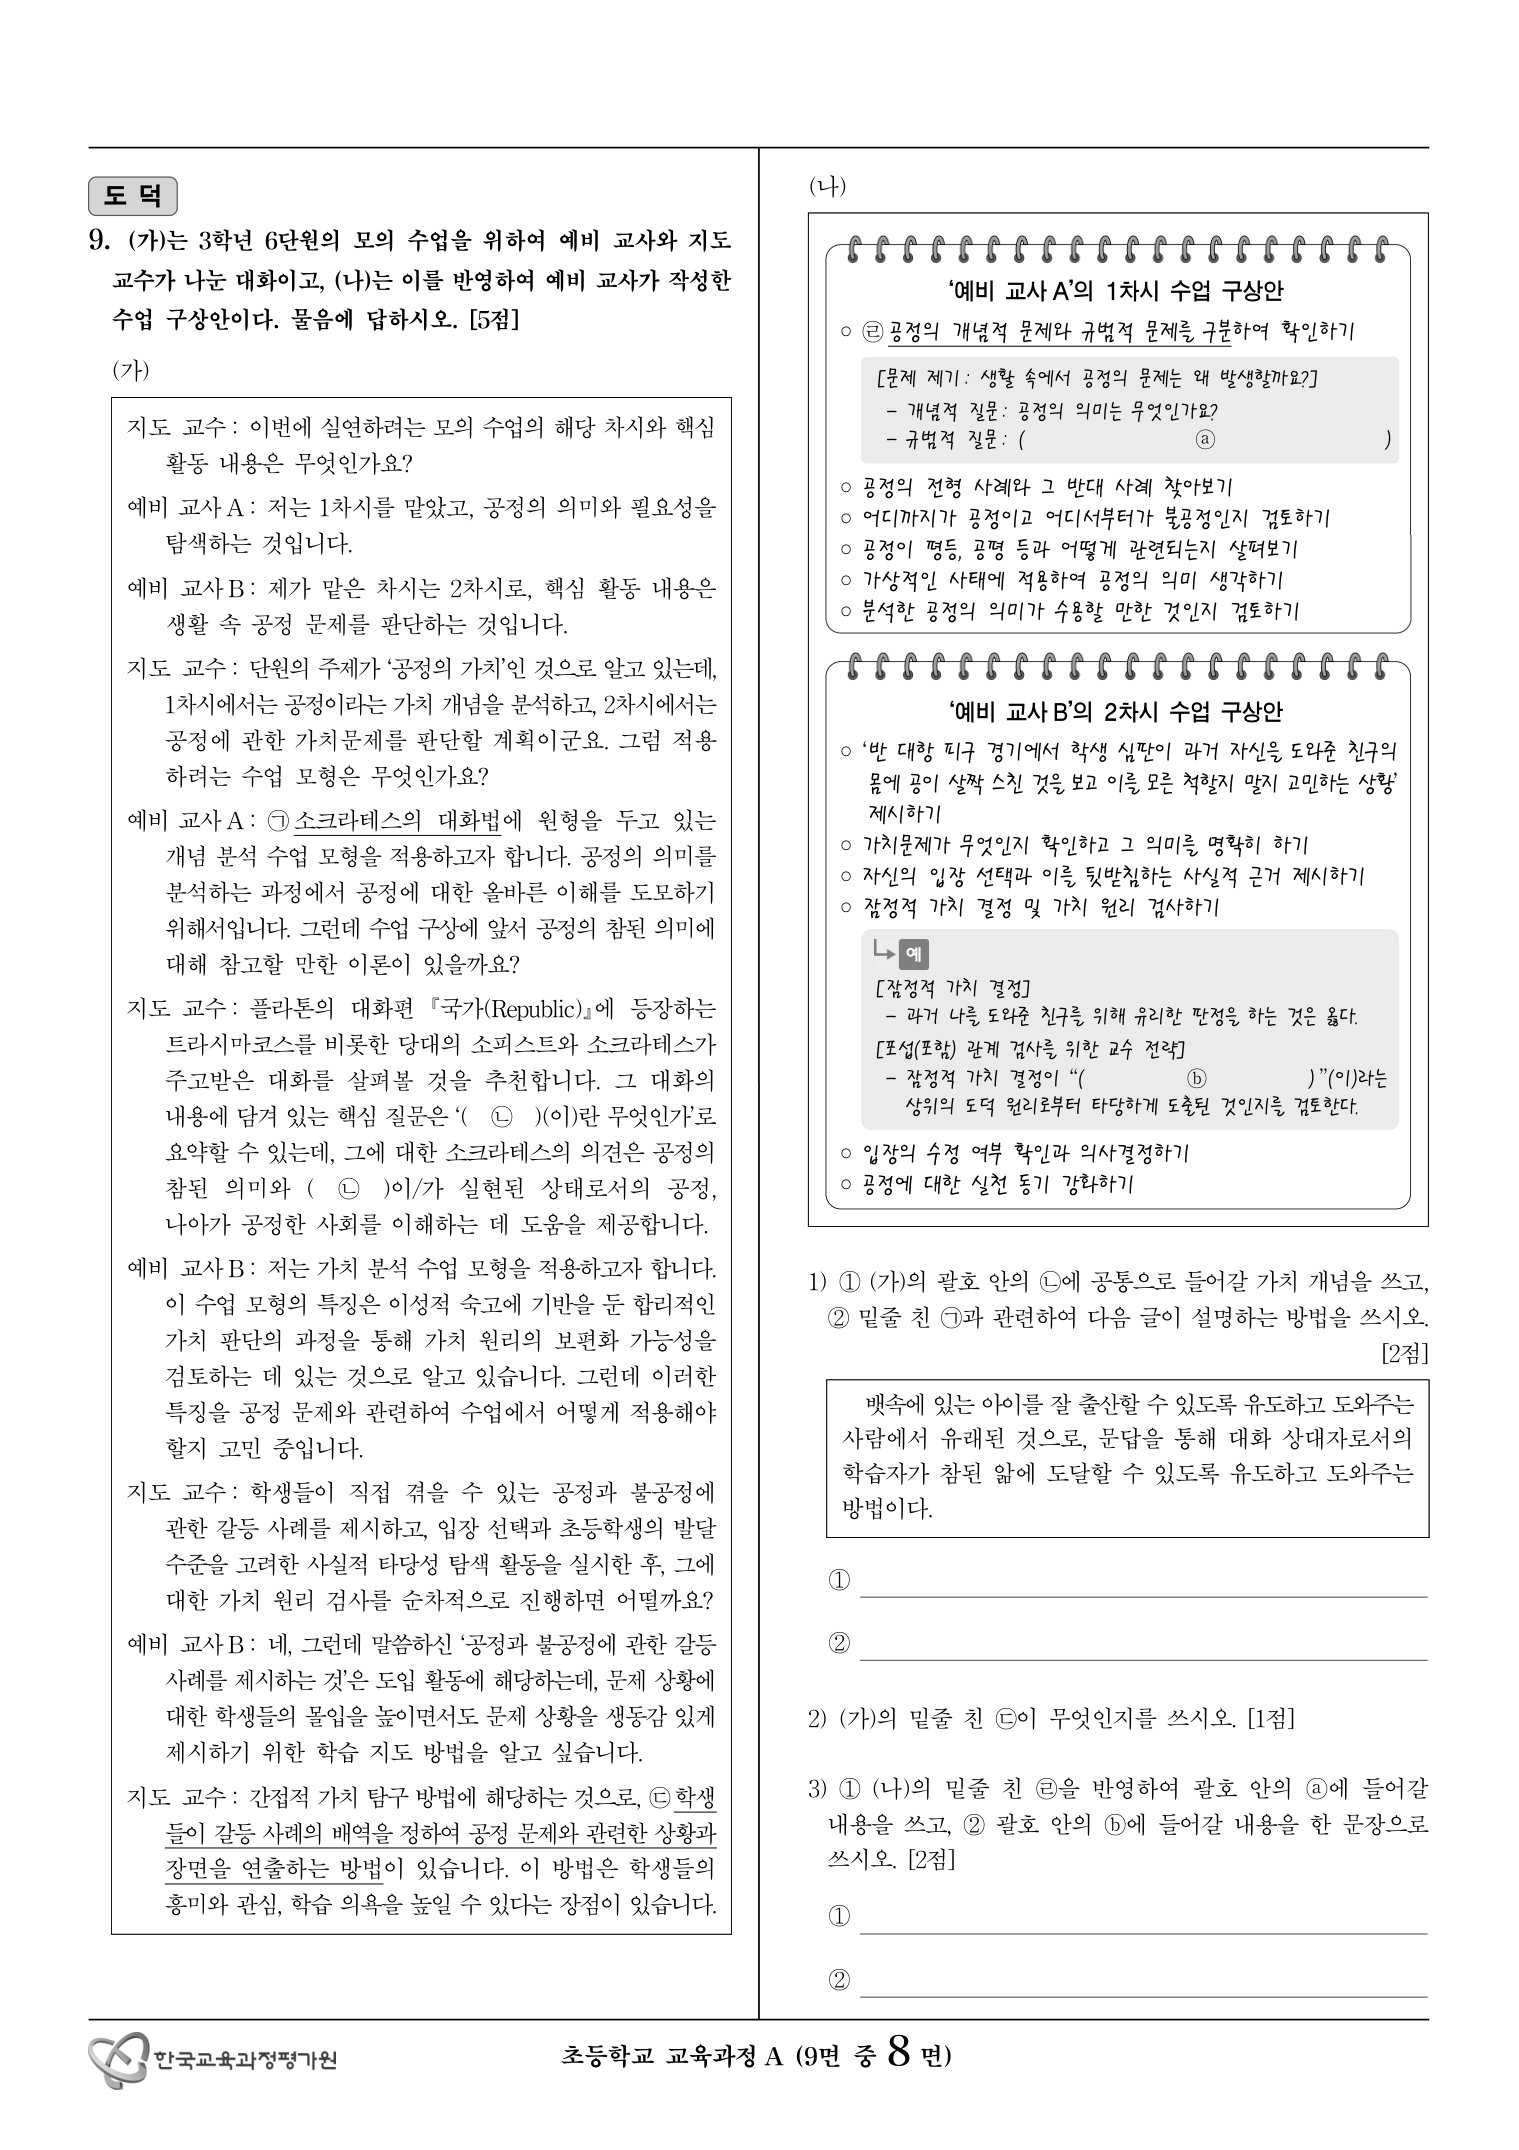 도 덕
9. (가)는 3학년 6단원의 모의 수업을 위하여 예비 교사와 지도
교수가 나눈 대화이고, (나)는 이를 반영하여 예비 교사가 작성한
수업 구상안이다. 물음에 답하시오. [5점]
(가)
지도 교수 : 이번에 실연하려는 모의 수업의 해당 차시와 핵심
활동 내용은 무엇인가요?
예비 교사 A : 저는 1차시를 맡았고, 공정의 의미와 필요성을
탐색하는 것입니다.
예비 교사 B : 제가 맡은 차시는 2차시로, 핵심 활동 내용은
생활 속 공정 문제를 판단하는 것입니다.
지도 교수 : 단원의 주제가 ‘공정의 가치’인 것으로 알고 있는데,
1차시에서는 공정이라는 가치 개념을 분석하고, 2차시에서는
공정에 관한 가치문제를 판단할 계획이군요. 그럼 적용
하려는 수업 모형은 무엇인가요?
예비 교사 A : ㉠ 소크라테스의 대화법에 원형을 두고 있는
개념 분석 수업 모형을 적용하고자 합니다. 공정의 의미를
분석하는 과정에서 공정에 대한 올바른 이해를 도모하기
위해서입니다. 그런데 수업 구상에 앞서 공정의 참된 의미에
대해 참고할 만한 이론이 있을까요?
지도 교수 : 플라톤의 대화편 『국가(Republic)』에 등장하는
트라시마코스를 비롯한 당대의 소피스트와 소크라테스가
주고받은 대화를 살펴볼 것을 추천합니다. 그 대화의
내용에 담겨 있는 핵심 질문은 ‘( ㉡ )(이)란 무엇인가’로
요약할 수 있는데, 그에 대한 소크라테스의 의견은 공정의
참된 의미와 ( ㉡ )이/가 실현된 상태로서의 공정,
나아가 공정한 사회를 이해하는 데 도움을 제공합니다.
예비 교사 B : 저는 가치 분석 수업 모형을 적용하고자 합니다.
이 수업 모형의 특징은 이성적 숙고에 기반을 둔 합리적인
가치 판단의 과정을 통해 가치 원리의 보편화 가능성을
검토하는 데 있는 것으로 알고 있습니다. 그런데 이러한
특징을 공정 문제와 관련하여 수업에서 어떻게 적용해야
할지 고민 중입니다.
지도 교수 : 학생들이 직접 겪을 수 있는 공정과 불공정에
관한 갈등 사례를 제시하고, 입장 선택과 초등학생의 발달
수준을 고려한 사실적 타당성 탐색 활동을 실시한 후, 그에
대한 가치 원리 검사를 순차적으로 진행하면 어떨까요?
예비 교사 B : 네, 그런데 말씀하신 ‘공정과 불공정에 관한 갈등
사례를 제시하는 것’은 도입 활동에 해당하는데, 문제 상황에
대한 학생들의 몰입을 높이면서도 문제 상황을 생동감 있게
제시하기 위한 학습 지도 방법을 알고 싶습니다.
지도 교수 : 간접적 가치 탐구 방법에 해당하는 것으로, ㉢ 학생
들이 갈등 사례의 배역을 정하여 공정 문제와 관련한 상황과
장면을 연출하는 방법이 있습니다. 이 방법은 학생들의
흥미와 관심, 학습 의욕을 높일 수 있다는 장점이 있습니다.
(나)
‘예비 교사 A’의 1차시 수업 구상안
○ ㉣ 공정의 개념적 문제와 규범적 문제를 구분하여 확인하기
[문제 제기 : 생활 속에서 공정의 문제는 왜 발생할까요?]
- 개념적 질문 : 공정의 의미는 무엇인가요?
- 규범적 질문 : ( ⓐ )
○ 공정의 전형 사례와 그 반대 사례 찾아보기
○ 어디까지가 공정이고 어디서부터가 불공정인지 검토하기
○ 공정이 평등, 공평 등과 어떻게 관련되는지 살펴보기
○ 가상적인 사태에 적용하여 공정의 의미 생각하기
○ 분석한 공정의 의미가 수용할 만한 것인지 검토하기
‘예비 교사 B’의 2차시 수업 구상안
○ ‘반 대항 피구 경기에서 학생 심판이 과거 자신을 도와준 친구의
몸에 공이 살짝 스친 것을 보고 이를 모른 척할지 말지 고민하는 상황’
제시하기
○ 가치문제가 무엇인지 확인하고 그 의미를 명확히 하기
○ 자신의 입장 선택과 이를 뒷받침하는 사실적 근거 제시하기
○ 잠정적 가치 결정 및 가치 원리 검사하기
예
[잠정적 가치 결정]
- 과거 나를 도와준 친구를 위해 유리한 판정을 하는 것은 옳다.
[포섭(포함) 관계 검사를 위한 교수 전략]
- 잠정적 가치 결정이 “( ⓑ )”(이)라는
상위의 도덕 원리로부터 타당하게 도출된 것인지를 검토한다.
○ 입장의 수정 여부 확인과 의사결정하기
○ 공정에 대한 실천 동기 강화하기
1) ① (가)의 괄호 안의 ㉡에 공통으로 들어갈 가치 개념을 쓰고,
② 밑줄 친 ㉠과 관련하여 다음 글이 설명하는 방법을 쓰시오.
[2점]
뱃속에 있는 아이를 잘 출산할 수 있도록 유도하고 도와주는
사람에서 유래된 것으로, 문답을 통해 대화 상대자로서의
학습자가 참된 앎에 도달할 수 있도록 유도하고 도와주는
방법이다.
①
②
2) (가)의 밑줄 친 ㉢이 무엇인지를 쓰시오. [1점]
3) ① (나)의 밑줄 친 ㉣을 반영하여 괄호 안의 ⓐ에 들어갈
내용을 쓰고, ② 괄호 안의 ⓑ에 들어갈 내용을 한 문장으로
쓰시오. [2점]
①
②
한국교육과정평가원
초등학교 교육과정 A (9면 중 8 면)